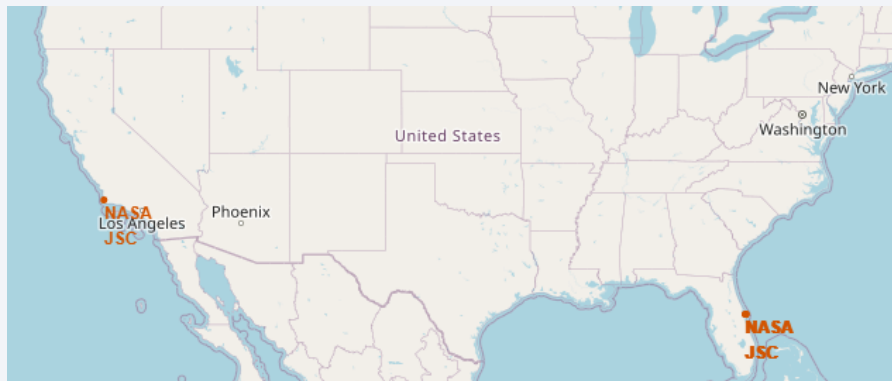 New York
Washington
United States
Phoenix
NASA
Los Angeles
JSC
NASA
JSC